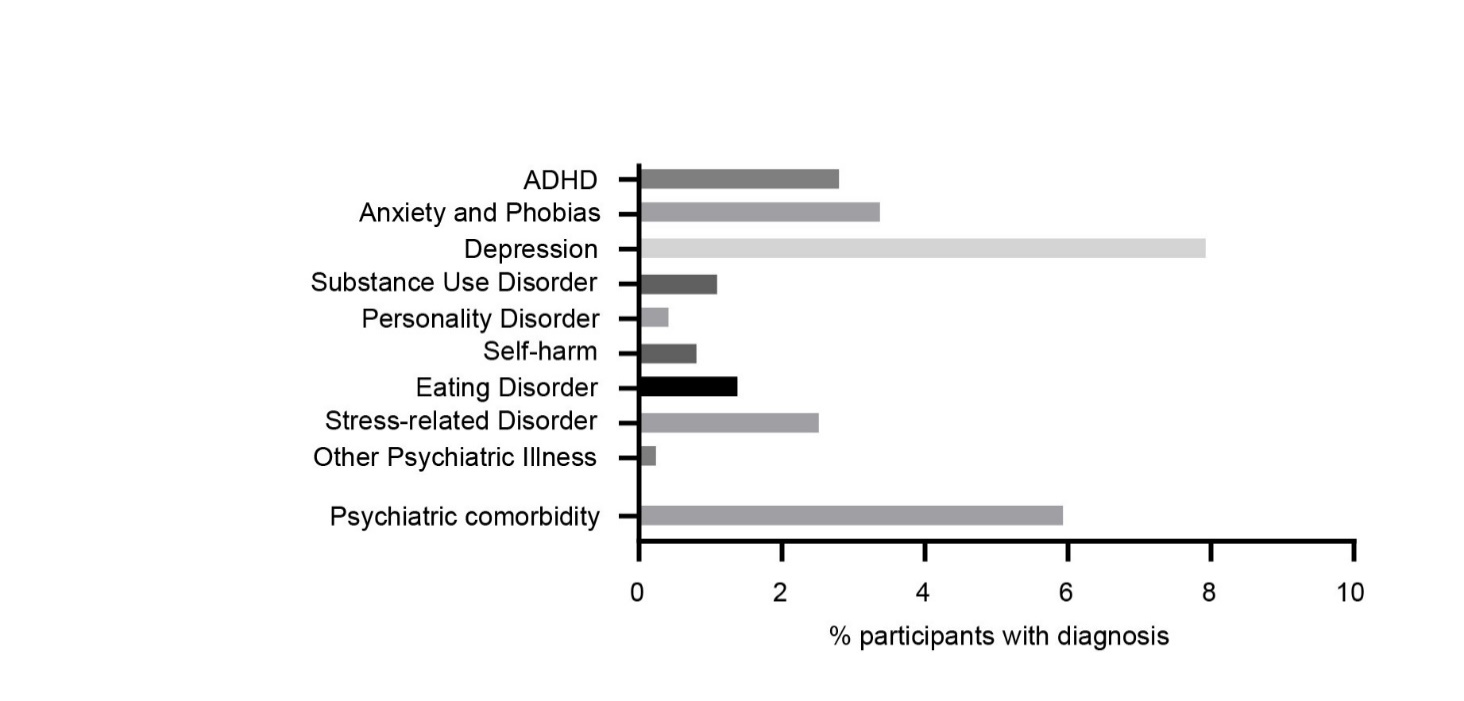 ADHD
Anxiety and Phobias
Depression
Substance Use Disorder
Personality Disorder
Self-harm
Eating Disorder
Stress-related Disorder
Other Psychiatric Illness
Psychiatric comorbidity
0 2 4 6 8 10
% participants with diagnosis